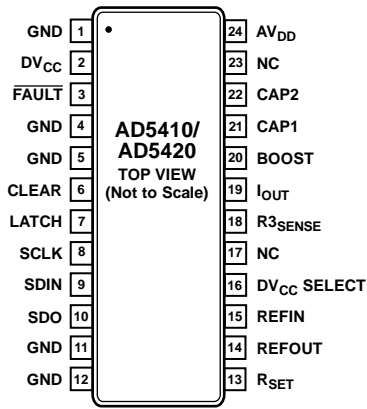 GND 1
DVCC 2
FAULT 3
GND 4
GND 5
CLEAR 6
LATCH 7
SCLK 8
SDIN 9
SDO 10
GND 11
GND 12
AD5410/
AD5420
TOP VIEW
(Not to Scale)
24 AVDD
23 NC
22 CAP2
21 CAP1
20 BOOST
19 IOUT
18 R3SENSE
17 NC
16 DVCC SELECT
15 REFIN
14 REFOUT
13 RSET